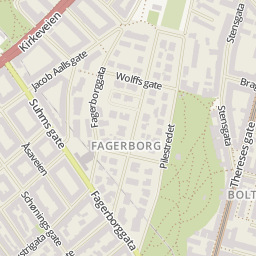 Kirkeveien
Stensgata
Jacob Aalls gate
Wolffs gate
Fagerborggata
Suhms gate
Stensgata
FAGERBORG
Pilestredet
Åsaveien
Thereses gate
Schønings gate
Fagerborggata